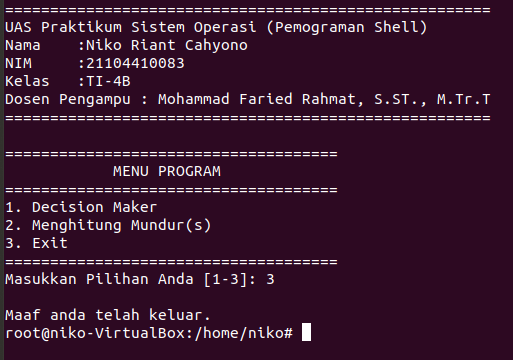 ======================================================
UAS Praktikum Sistem Operasi (Pemograman Shell)
Nama    :Niko Riant Cahyono
NIM     :21104410083
Kelas   :TI-4B
Dosen Pengampu : Mohammad Faried Rahmat, S.ST., M.Tr.T
======================================================

=====================================
            MENU PROGRAM
=====================================
1. Decision Maker
2. Menghitung Mundur(s)
3. Exit
=====================================
Masukkan Pilihan Anda [1-3]: 3

Maaf anda telah keluar.
root@niko-VirtualBox:/home/niko#